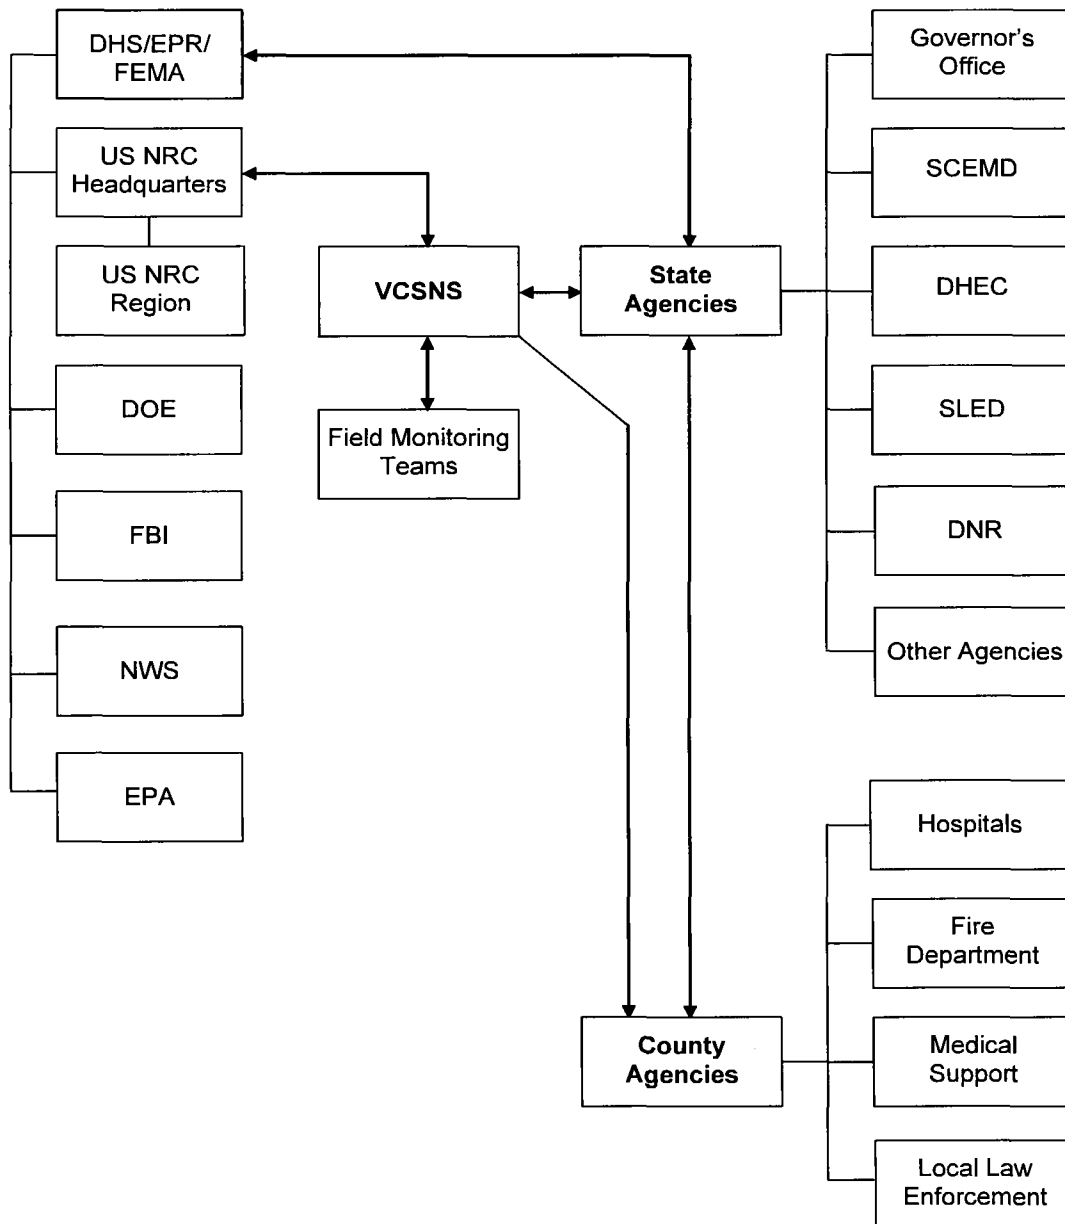 DHS/EPR/
FEMA
US NRC
Headquarters
US NRC
Region
DOE
FBI
NWS
EPA
VCSNS
Field Monitoring
Teams
State
Agencies
County
Agencies
Governor's
Office
SCEMD
DHEC
SLED
DNR
Other Agencies
Hospitals
Fire
Department
Medical
Support
Local Law
Enforcement